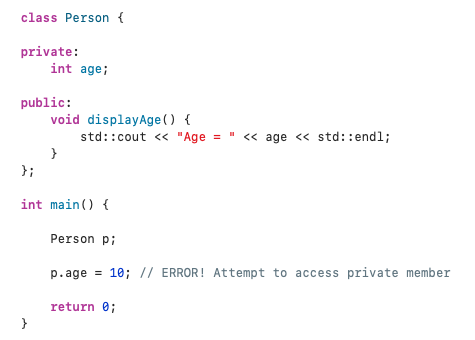 class Person {

private:
    int age;

public:
    void displayAge() {
        std::cout << "Age = " << age << std::endl;
    }
};

int main() {

    Person p;

    p.age = 10; // ERROR! Attempt to access private member

    return 0;
}